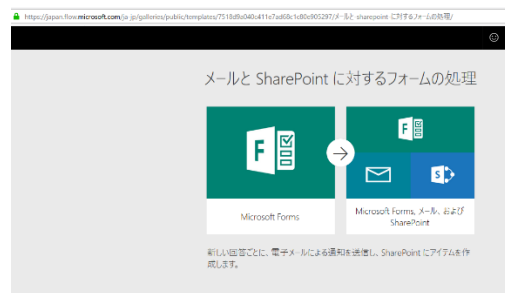 https://japan.flow.microsoft.com/ja-jp/galleries/public/templates/7518d9a040c411e7ad68c1c80e905297/メールと sharepoint に対するフォームの処理/
メールと SharePoint に対するフォームの処理
F
S
Microsoft Forms
Microsoft Forms、メール、および
SharePoint
新しい回答ごとに、電子メールによる通知を送信し、SharePoint にアイテムを作
成します。